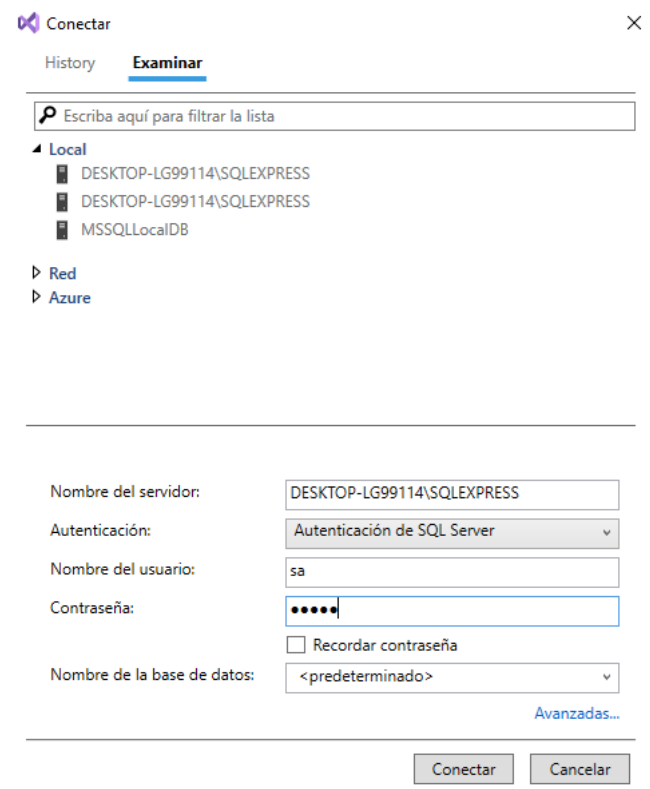 Conectar
History Examinar
Escriba aquí para filtrar la lista
Local
DESKTOP-LG99114\SQLEXPRESS
DESKTOP-LG99114\SQLEXPRESS
MSSQLLocalDB
Red
Azure
Nombre del servidor: DESKTOP-LG99114\SQLEXPRESS
Autenticación: Autenticación de SQL Server
Nombre del usuario: sa
Contraseña: •••••
Recordar contraseña
Nombre de la base de datos: <predeterminado>
Avanzadas...
Conectar Cancelar